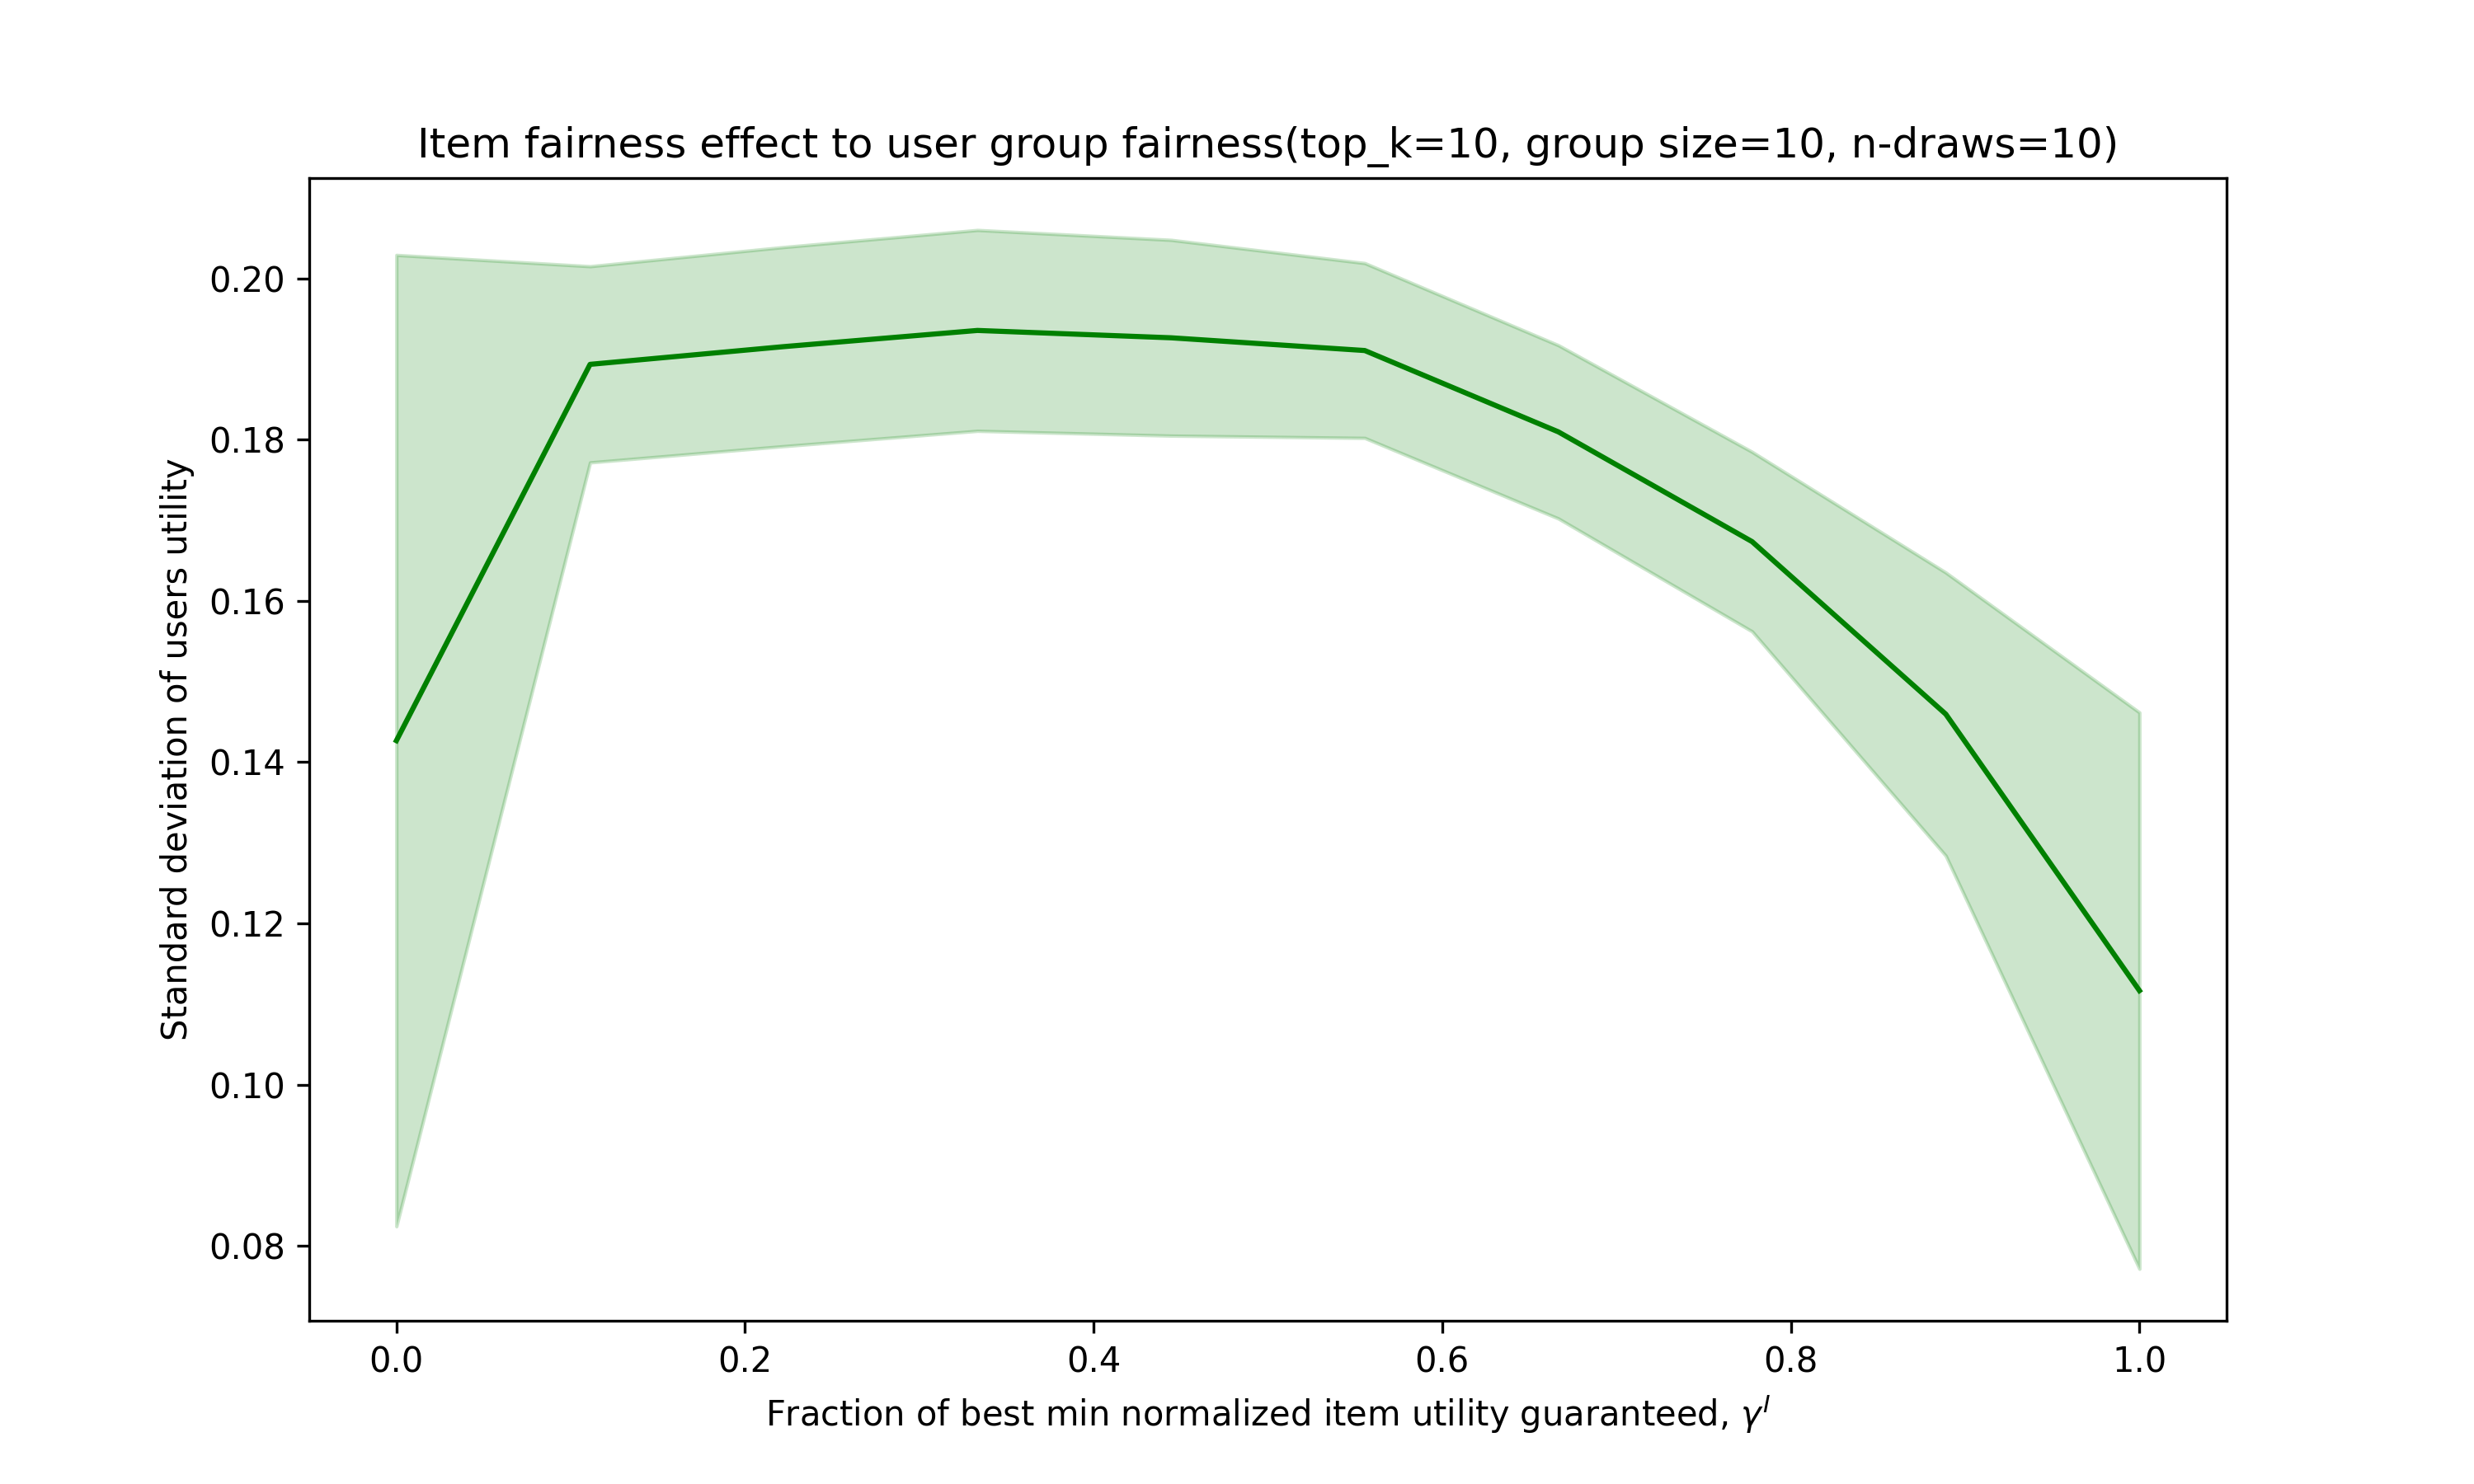 Item fairness effect to user group fairness(top_k=10, group size=10, n-draws=10)
Standard deviation of users utility
0.20
0.18
0.16
0.14
0.12
0.10
0.08
0.0 0.2 0.4 0.6 0.8 1.0
Fraction of best min normalized item utility guaranteed, γᴵ